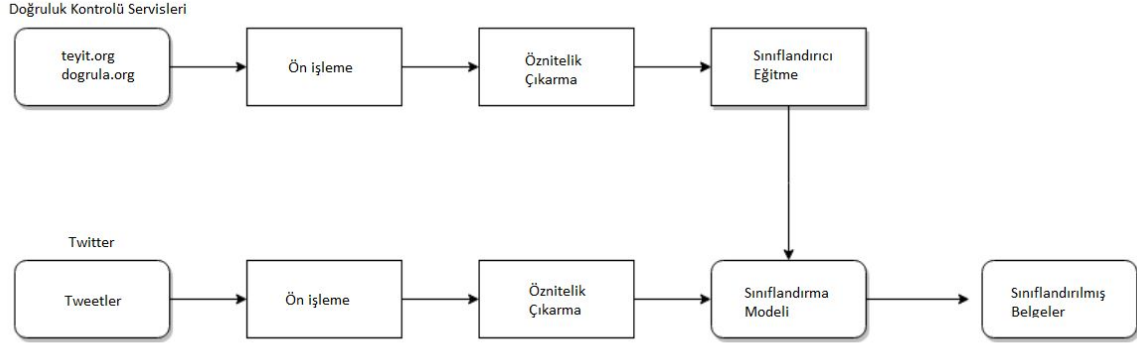 Doğruluk Kontrolü Servisleri
teyit.org
dogrula.org
Ön işleme
Öznitelik
Çıkarma
Sınıflandırıcı
Eğitme
Twitter
Tweetler
Ön işleme
Öznitelik
Çıkarma
Sınıflandırma
Modeli
Sınıflandırılmış
Belgeler